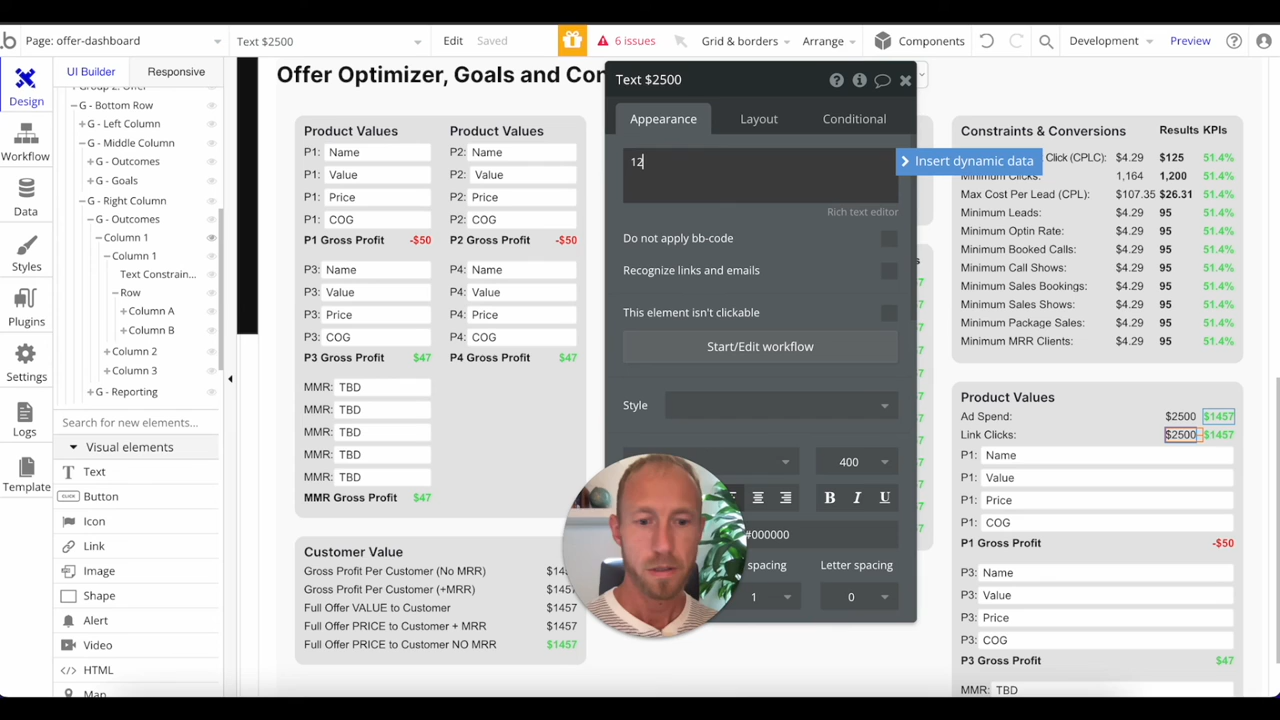 Page: offer-dashboard
Text $2500
Edit
Saved
6 issues
Grid & borders
Arrange
Components
Development
Preview
Design
Workflow
Data
Styles
Plugins
Settings
Logs
Template
UI Builder
Responsive
G - Bottom Row
G - Left Column
G - Middle Column
G - Outcomes
G - Goals
G - Right Column
G - Outcomes
Column 1
Column 1
Text Constrain...
Row
Column A
Column B
Column 2
Column 3
G - Reporting
Search for new elements...
Visual elements
Text
Button
Icon
Link
Image
Shape
Alert
Video
HTML
Map
Offer Optimizer, Goals and Con
Product Values
P1: Name
P1: Value
P1: Price
P1: COG
P1 Gross Profit -$50
P3: Name
P3: Value
P3: Price
P3: COG
P3 Gross Profit $47
MMR: TBD
MMR: TBD
MMR: TBD
MMR: TBD
MMR: TBD
MMR Gross Profit $47
Product Values
P2: Name
P2: Value
P2: Price
P2: COG
P2 Gross Profit -$50
P4: Name
P4: Value
P4: Price
P4: COG
P4 Gross Profit $47
Customer Value
Gross Profit Per Customer (No MRR) $14
Gross Profit Per Customer (+MRR) $14
Full Offer VALUE to Customer $1457
Full Offer PRICE to Customer + MRR $1457
Full Offer PRICE to Customer NO MRR $1457
Text $2500
Appearance
Layout
Conditional
12
Insert dynamic data
Rich text editor
Do not apply bb-code
Recognize links and emails
This element isn't clickable
Start/Edit workflow
Style
400
B I U
#000000
spacing
Letter spacing
1
0
Constraints & Conversions Results KPIs
Click (CPLC): $4.29 $125 51.4%
Minimum Clicks: 1,164 1,200 51.4%
Max Cost Per Lead (CPL): $107.35 $26.31 51.4%
Minimum Leads: $4.29 95 51.4%
Minimum Optin Rate: $4.29 95 51.4%
Minimum Booked Calls: $4.29 95 51.4%
Minimum Call Shows: $4.29 95 51.4%
Minimum Sales Bookings: $4.29 95 51.4%
Minimum Sales Shows: $4.29 95 51.4%
Minimum Package Sales: $4.29 95 51.4%
Minimum MRR Clients: $4.29 95 51.4%
Product Values
Ad Spend: $2500 $1457
Link Clicks: $2500 $1457
P1: Name
P1: Value
P1: Price
P1: COG
P1 Gross Profit -$50
P3: Name
P3: Value
P3: Price
P3: COG
P3 Gross Profit $47
MMR: TBD